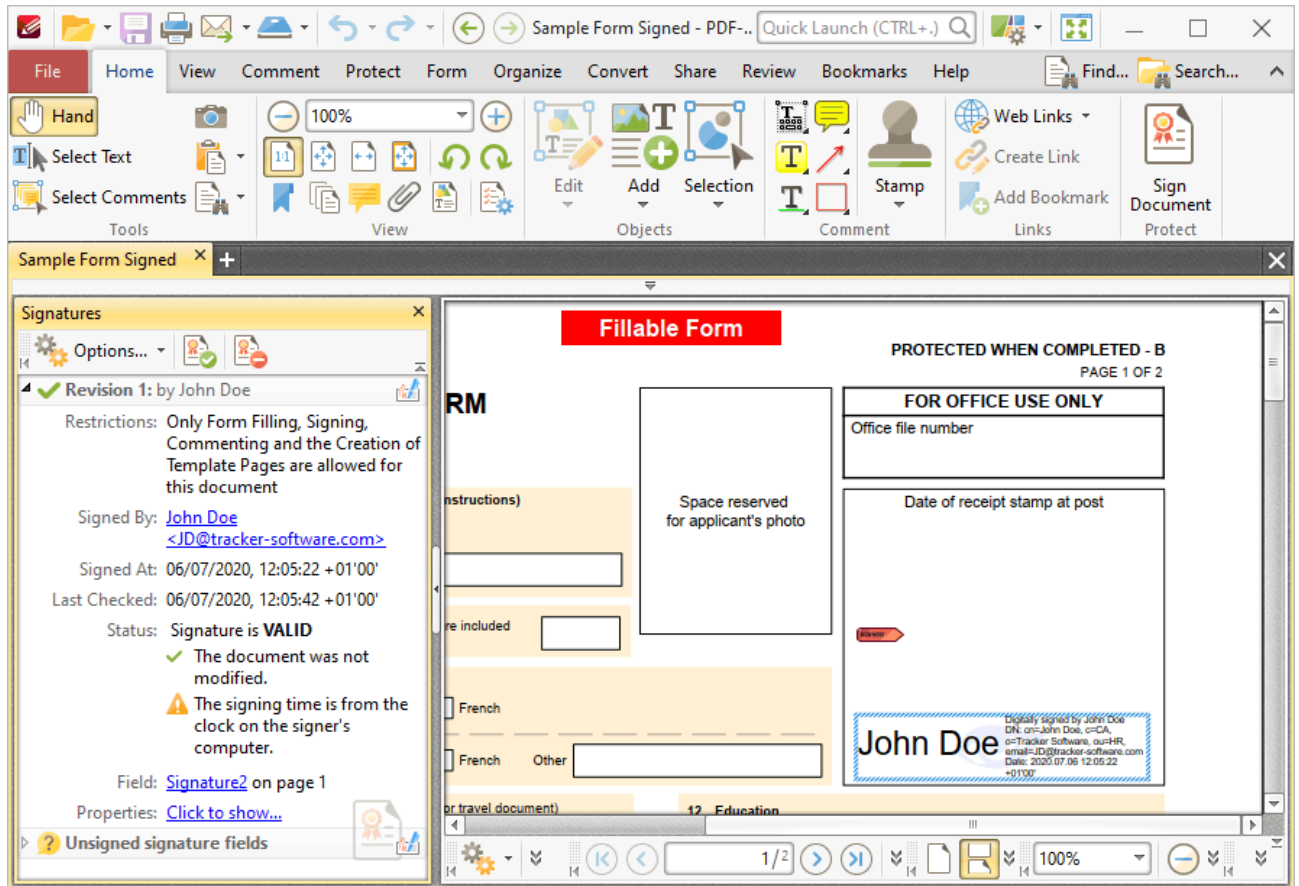 Sample Form Signed - PDF-..
Quick Launch (CTRL+.)
File Home View Comment Protect Form Organize Convert Share Review Bookmarks Help Find... Search...
Hand
Select Text
Select Comments
Tools
100%
1:1
View
Edit
Add
Selection
Objects
Stamp
Comment
Web Links
Create Link
Add Bookmark
Links
Sign
Document
Protect
Sample Form Signed
Signatures
Options...
Revision 1: by John Doe
Restrictions: Only Form Filling, Signing,
Commenting and the Creation of
Template Pages are allowed for
this document
Signed By: John Doe
<JD@tracker-software.com>
Signed At: 06/07/2020, 12:05:22 +01'00'
Last Checked: 06/07/2020, 12:05:42 +01'00'
Status: Signature is VALID
The document was not
modified.
The signing time is from the
clock on the signer's
computer.
Field: Signature2 on page 1
Properties: Click to show...
Unsigned signature fields
Fillable Form
PROTECTED WHEN COMPLETED - B
PAGE 1 OF 2
RM
FOR OFFICE USE ONLY
Office file number
nstructions)
Space reserved
for applicant's photo
Date of receipt stamp at post
re included
French
French Other
John Doe
Digitally signed by John Doe
DN: cn=John Doe, c=CA,
o=Tracker Software, ou=HR,
email=JD@tracker-software.com
Date: 2020.07.06 12:05:22
+01'00'
or travel document)
12 Education
1/2
100%